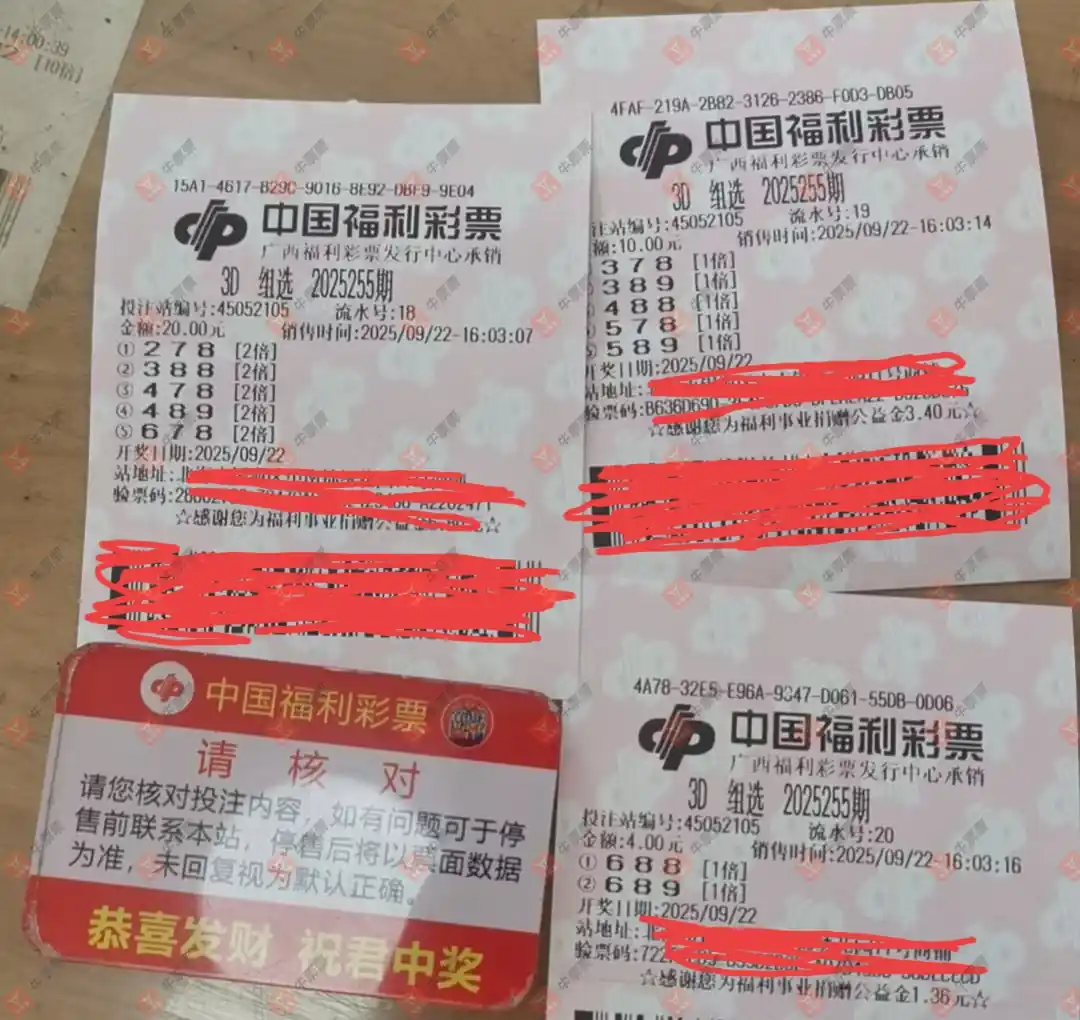 -14:00:39
[10倍]
15A1-4617-B29C-9016-8E92-DBF9-9E04
中国福利彩票
广西福利彩票发行中心承销
3D 组选 2025255期
投注站编号:45052105 流水号:18
金额:20.00元 销售时间:2025/09/22-16:03:07
① 2 7 8 [2倍]
② 3 8 8 [2倍]
③ 4 7 8 [2倍]
④ 4 8 9 [2倍]
⑤ 6 7 8 [2倍]
开奖日期:2025/09/22
站地址:北
验票码:
☆感谢您为福利事业捐赠公益金 元☆
4FAF-219A-2B82-3126-2386-F0D3-DB05
中国福利彩票
广西福利彩票发行中心承销
3D 组选 2025255期
注站编号:45052105 流水号:19
额:10.00元 销售时间:2025/09/22-16:03:14
3 7 8 [1倍]
3 8 9 [1倍]
4 8 8 [1倍]
5 7 8 [1倍]
5 8 9 [1倍]
开奖日期:2025/09/22
站地址:
验票码:B636D69D
☆感谢您为福利事业捐赠公益金3.40元☆
中国福利彩票
请核对
请您核对投注内容，如有问题可于停
售前联系本站，停售后将以票面数据
为准，未回复视为默认正确。
恭喜发财 祝君中奖
4A78-32E5-E96A-9347-D061-55DB-0D06
中国福利彩票
广西福利彩票发行中心承销
3D 组选 2025255期
投注站编号:45052105 流水号:20
金额:4.00元 销售时间:2025/09/22-16:03:16
① 6 8 8 [1倍]
② 6 8 9 [1倍]
开奖日期:2025/09/22
站地址:北
验票码:722
☆感谢您为福利事业捐赠公益金1.36元☆
牛票票